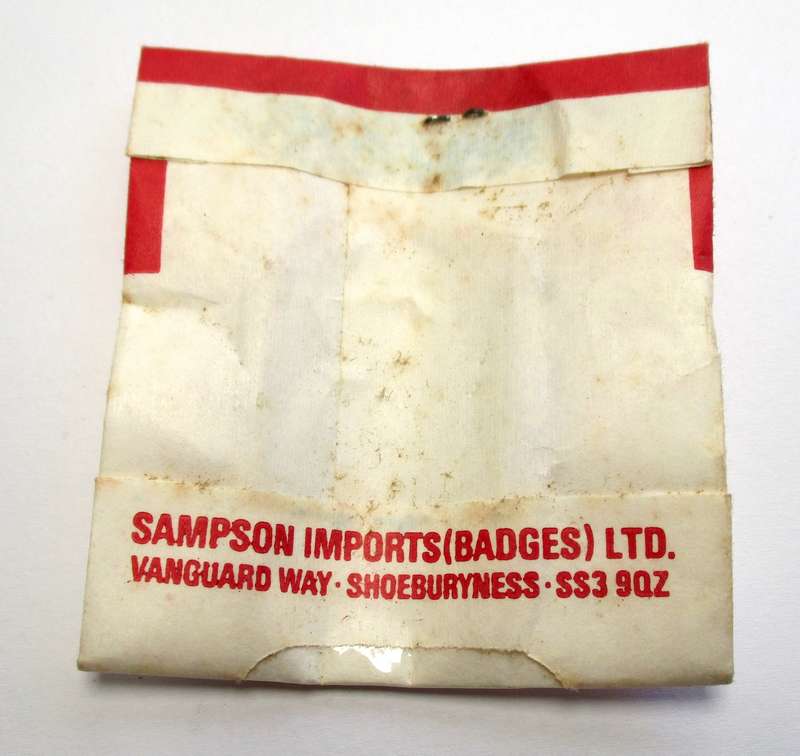 SAMPSON IMPORTS(BADGES) LTD.
VANGUARD WAY · SHOEBURYNESS · SS3 9QZ